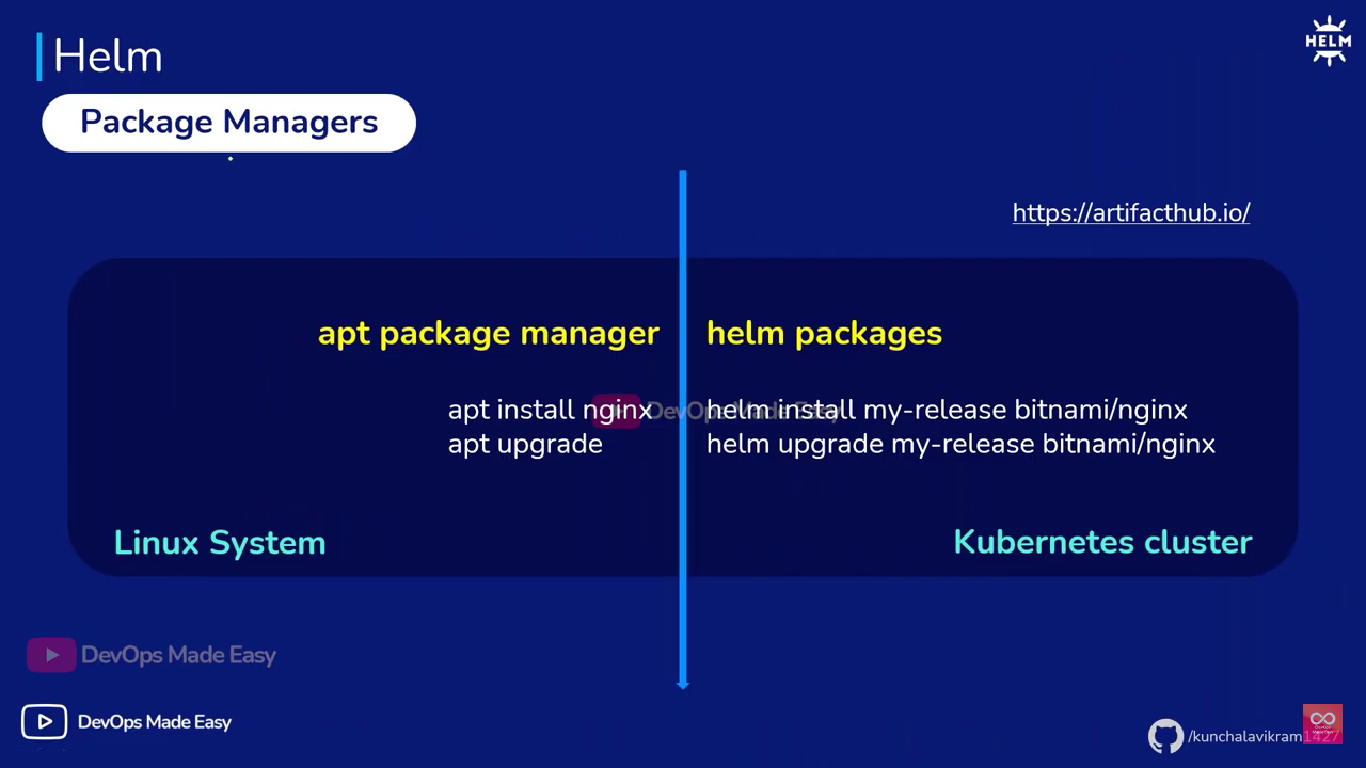 Helm
HELM
Package Managers
https://artifacthub.io/
apt package manager
helm packages
apt install nginx
apt upgrade
helm install my-release bitnami/nginx
helm upgrade my-release bitnami/nginx
DevOps Made Easy
Linux System
Kubernetes cluster
DevOps Made Easy
DevOps Made Easy
/kunchalavikram1427